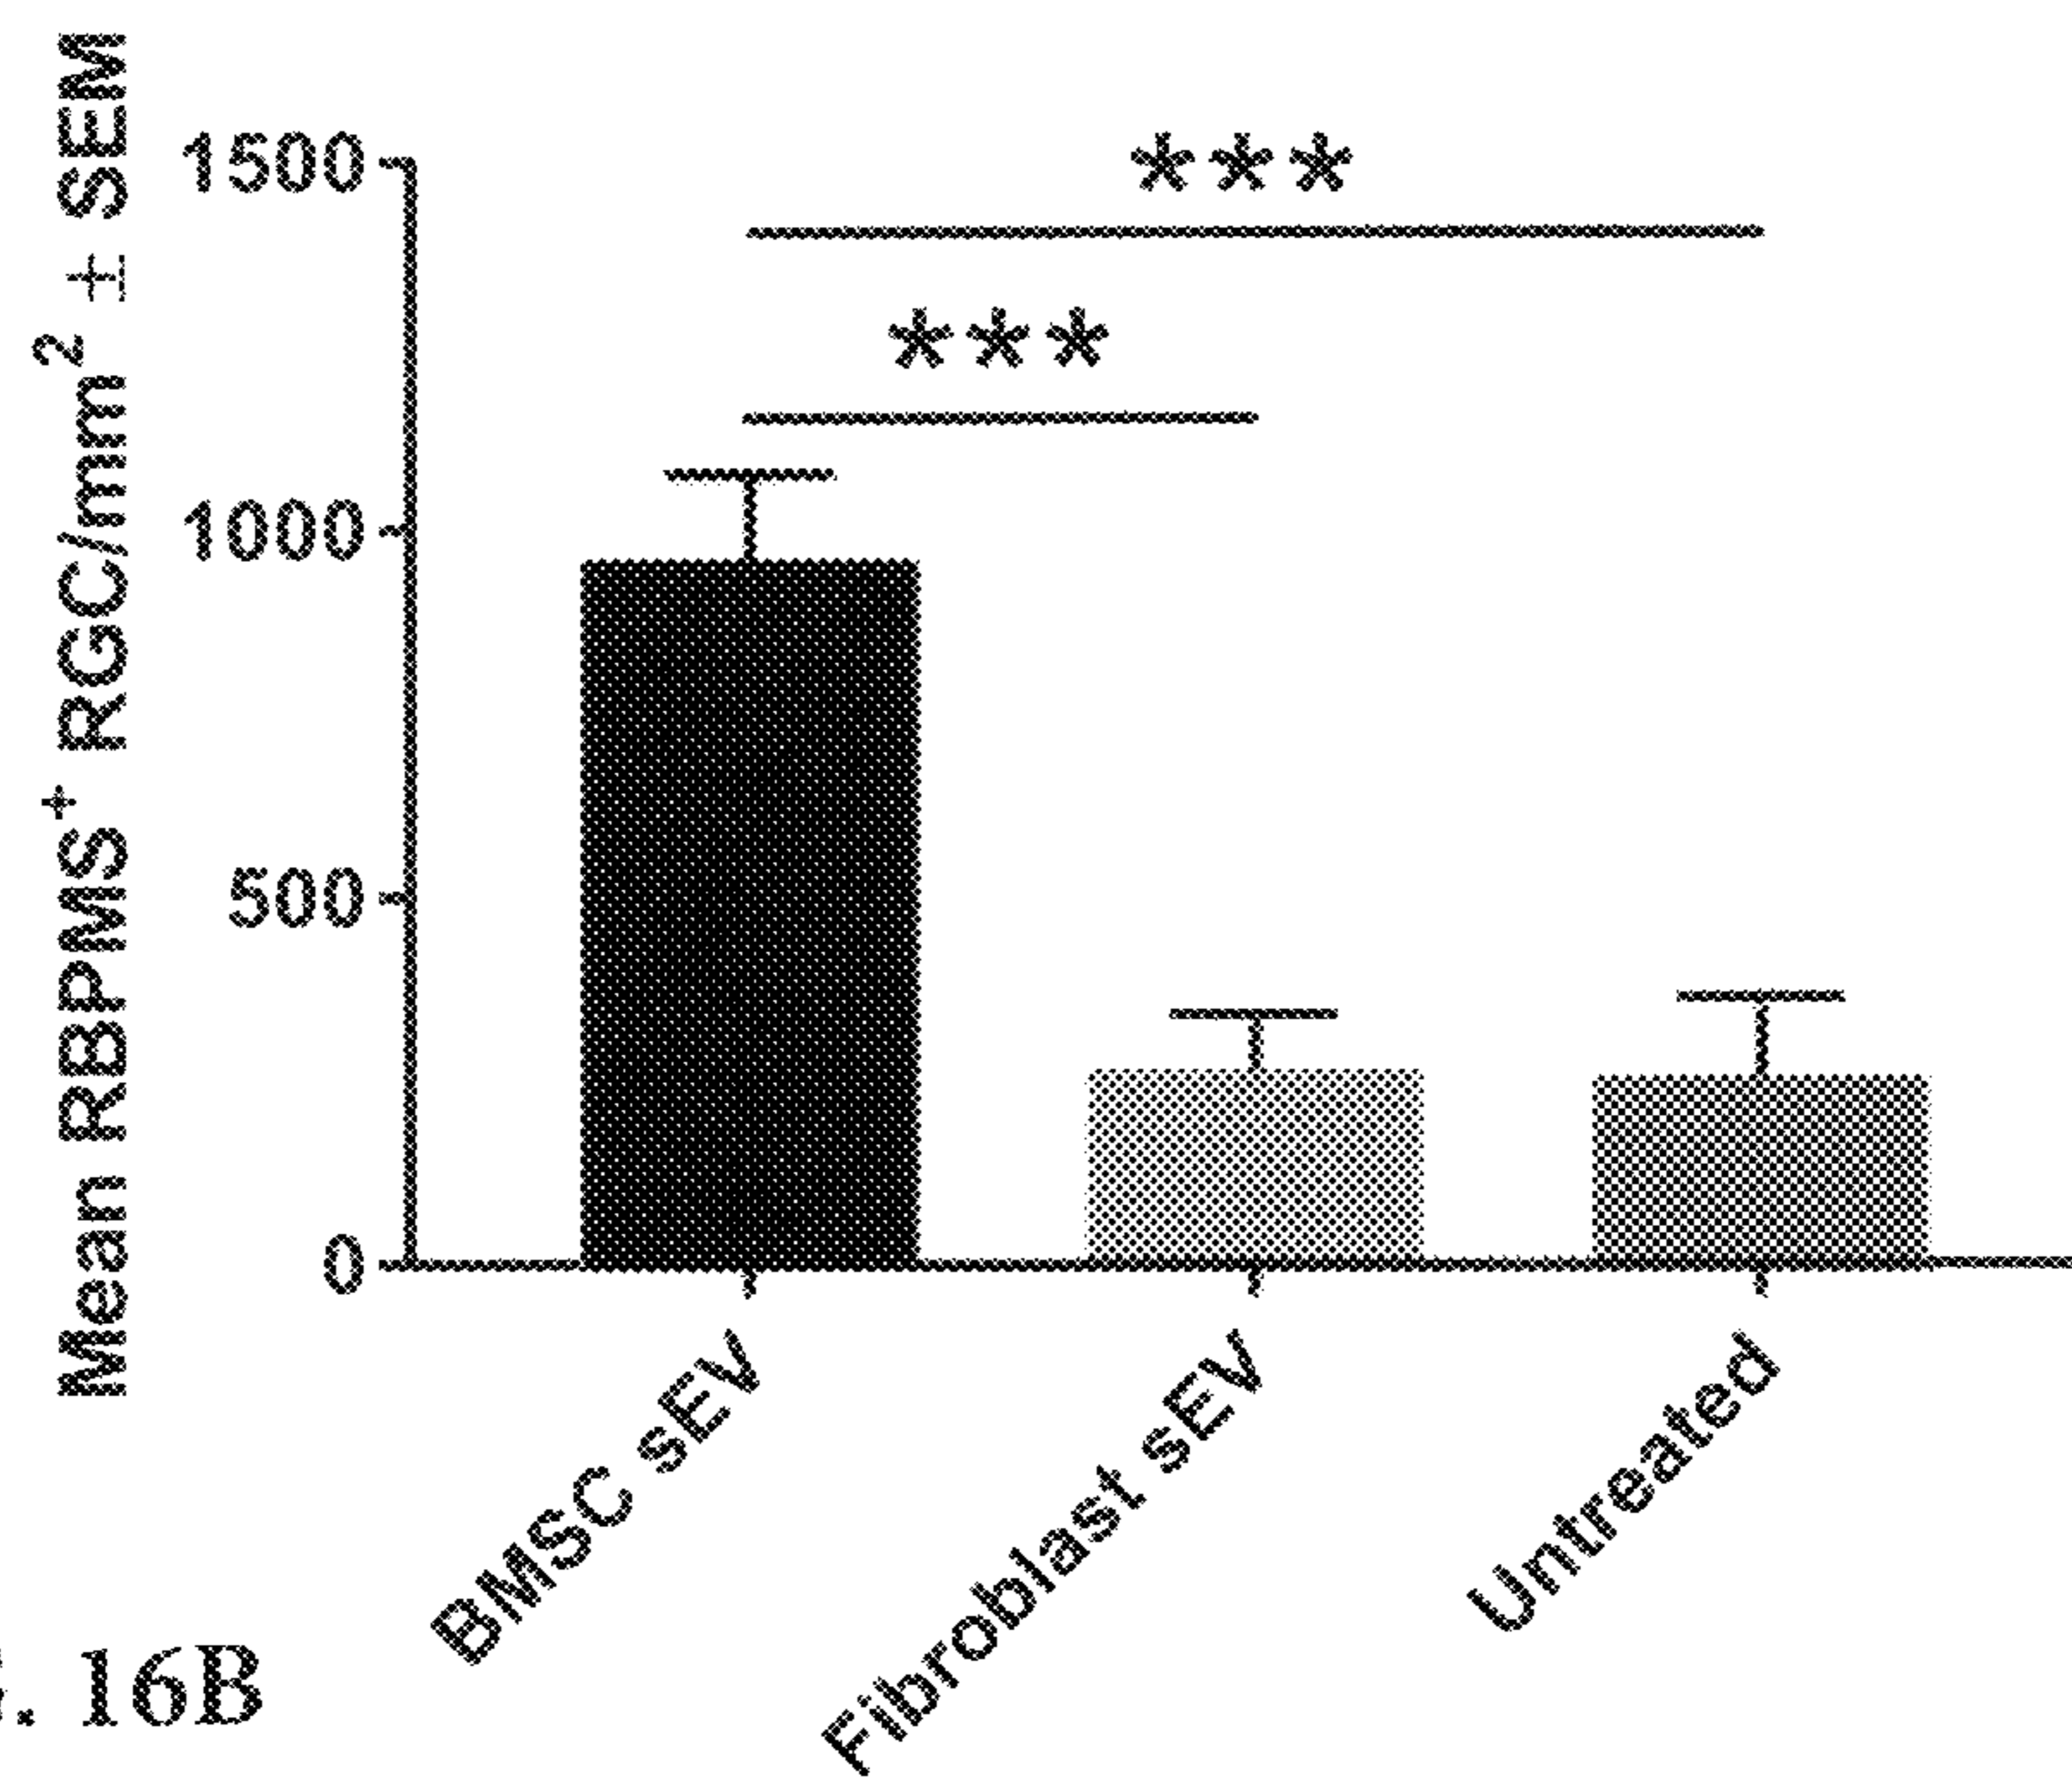 Mean RBPMS⁺ RGC/mm² ± SEM
1500
1000
500
0
***
***
BMSC sEV
Fibroblast sEV
Untreated
. 16B